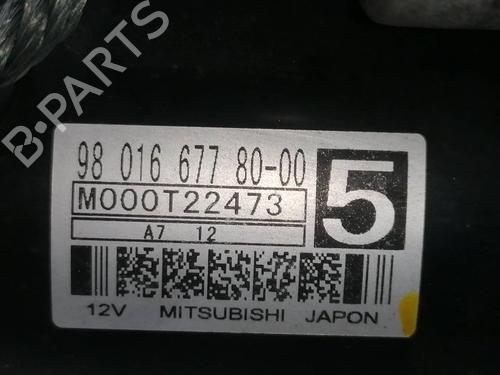 B-PARTS
98 016 677 80-00
M000T22473
5
A7 12
12V MITSUBISHI JAPON